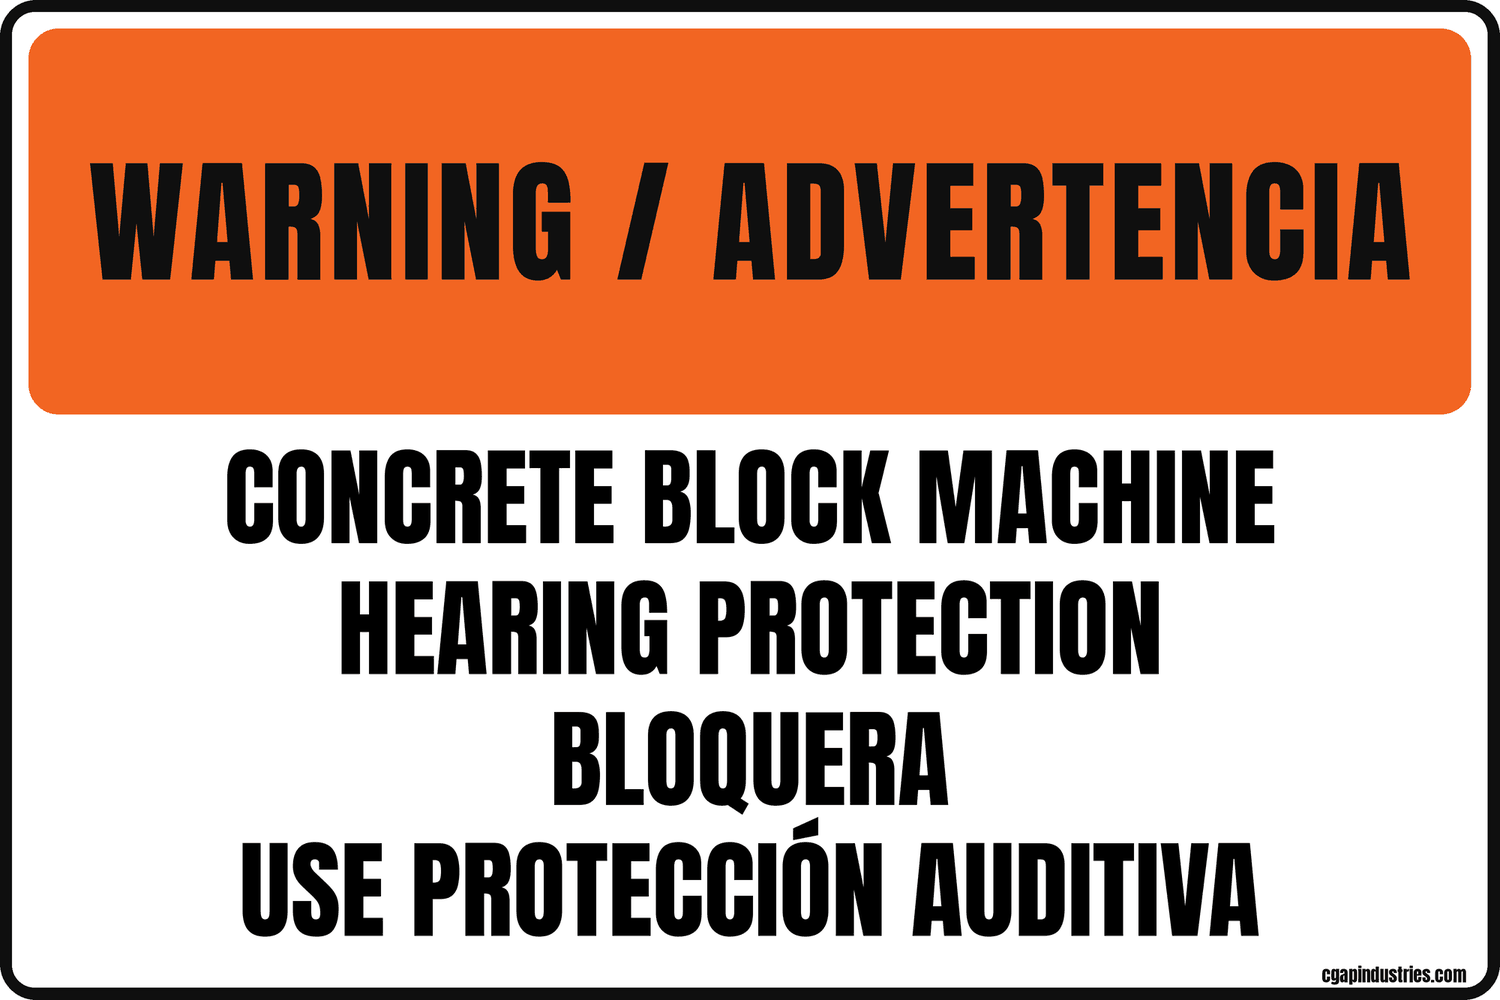 WARNING / ADVERTENCIA
CONCRETE BLOCK MACHINE
HEARING PROTECTION
BLOQUERA
USE PROTECCIÓN AUDITIVA
cgapindustries.com